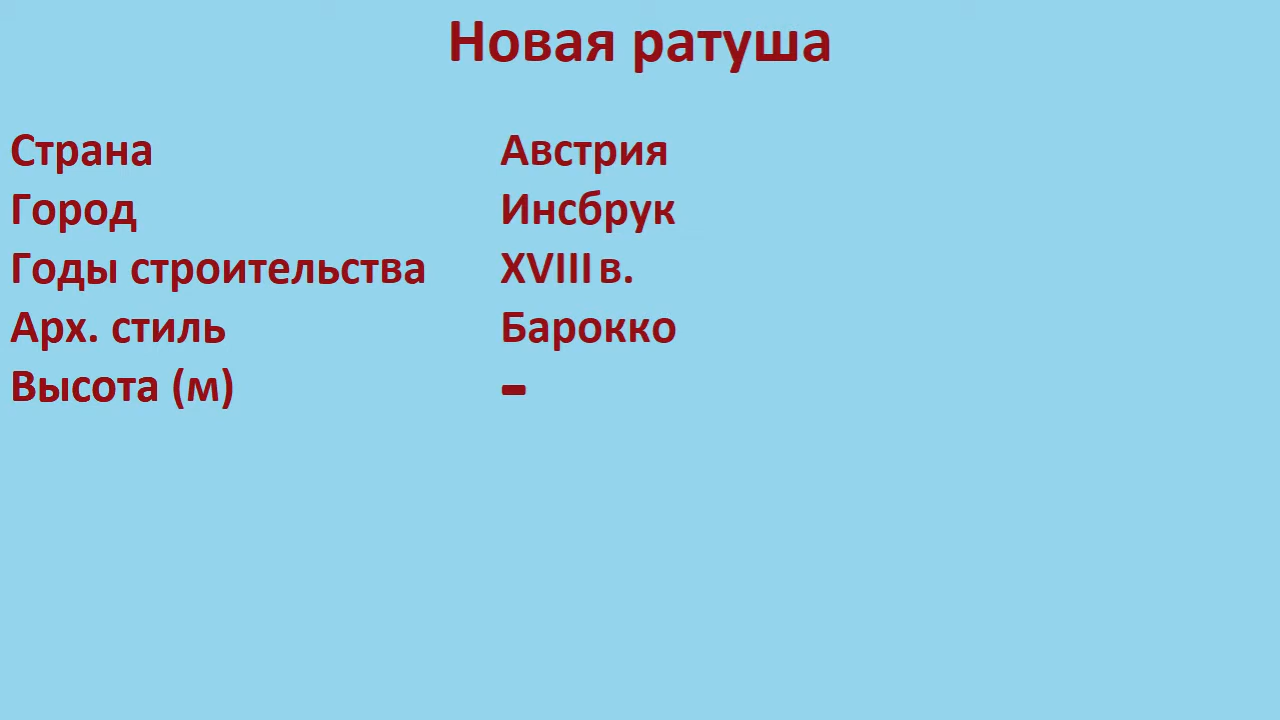 Новая ратуша
Страна Австрия
Город Инсбрук
Годы строительства XVIII в.
Арх. стиль Барокко
Высота (м) -